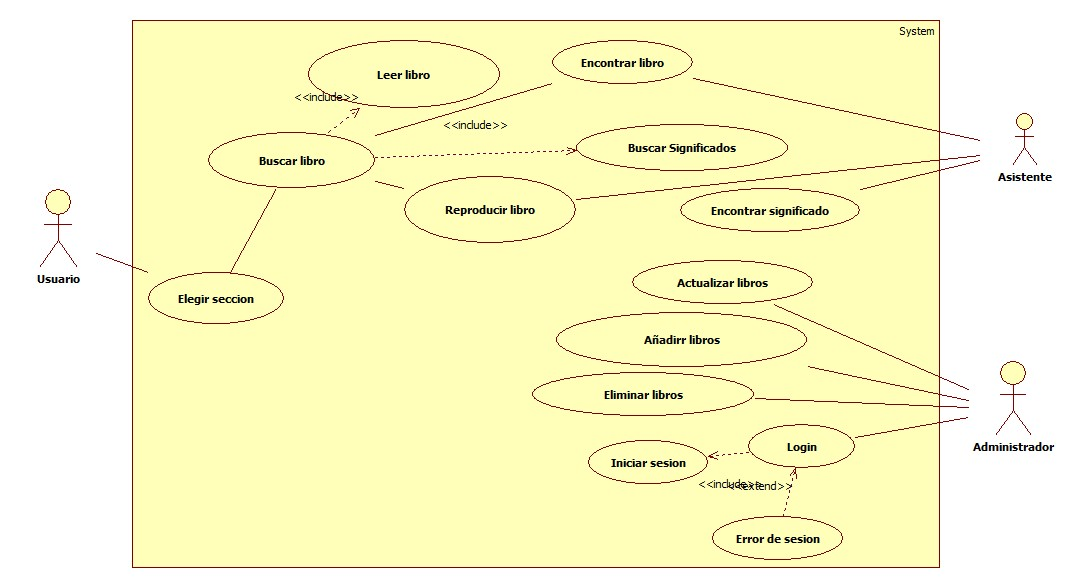 System
Leer libro
Encontrar libro
<<include>>
<<include>>
Buscar libro
Buscar Significados
Asistente
Reproducir libro
Encontrar significado
Usuario
Elegir seccion
Actualizar libros
Añadirr libros
Eliminar libros
Administrador
Login
Iniciar sesion
<<include>>
<<extend>>
Error de sesion